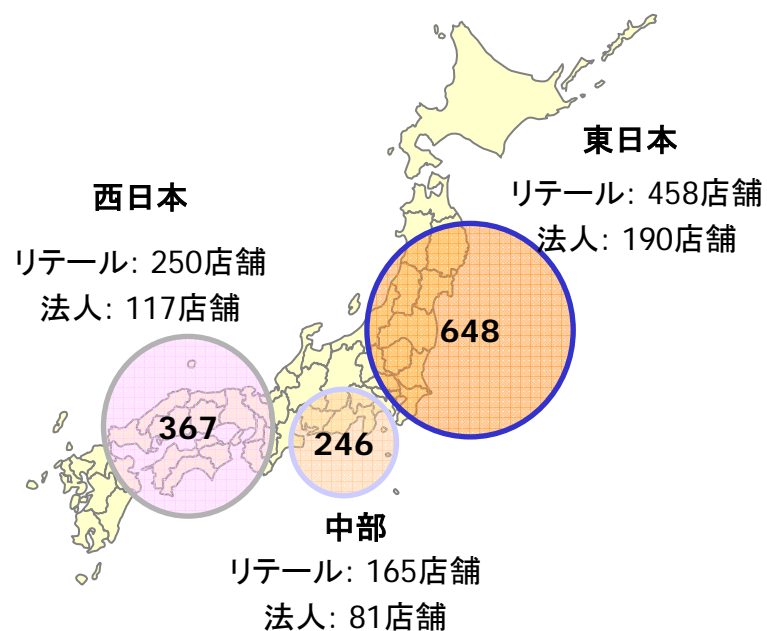 東日本
リテール: 458店舗
法人: 190店舗
648
西日本
リテール: 250店舗
法人: 117店舗
367
246
中部
リテール: 165店舗
法人: 81店舗